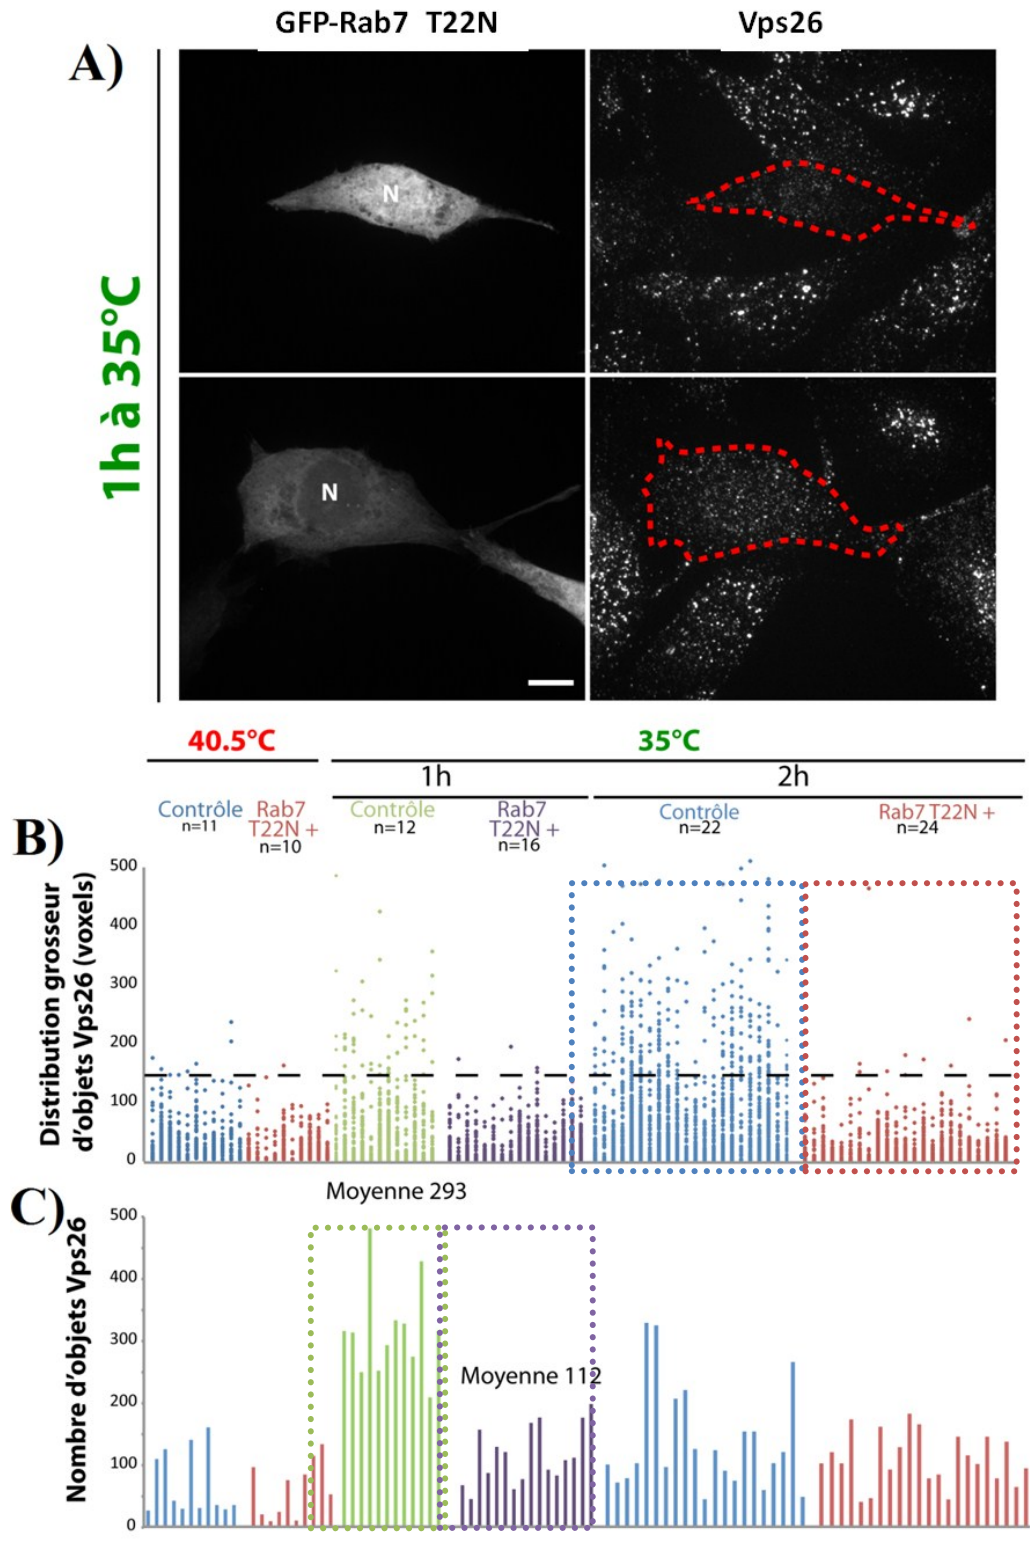 GFP-Rab7 T22N
Vps26
A)
1h à 35°C
N
N
40.5°C
35°C
1h
2h
Contrôle
n=11
Rab7
T22N +
n=10
Contrôle
n=12
Rab7
T22N +
n=16
Contrôle
n=22
Rab7 T22N +
n=24
B)
Distribution grosseur
d'objets Vps26 (voxels)
500
400
300
200
100
0
C)
Moyenne 293
Nombre d'objets Vps26
500
400
300
200
100
0
Moyenne 112